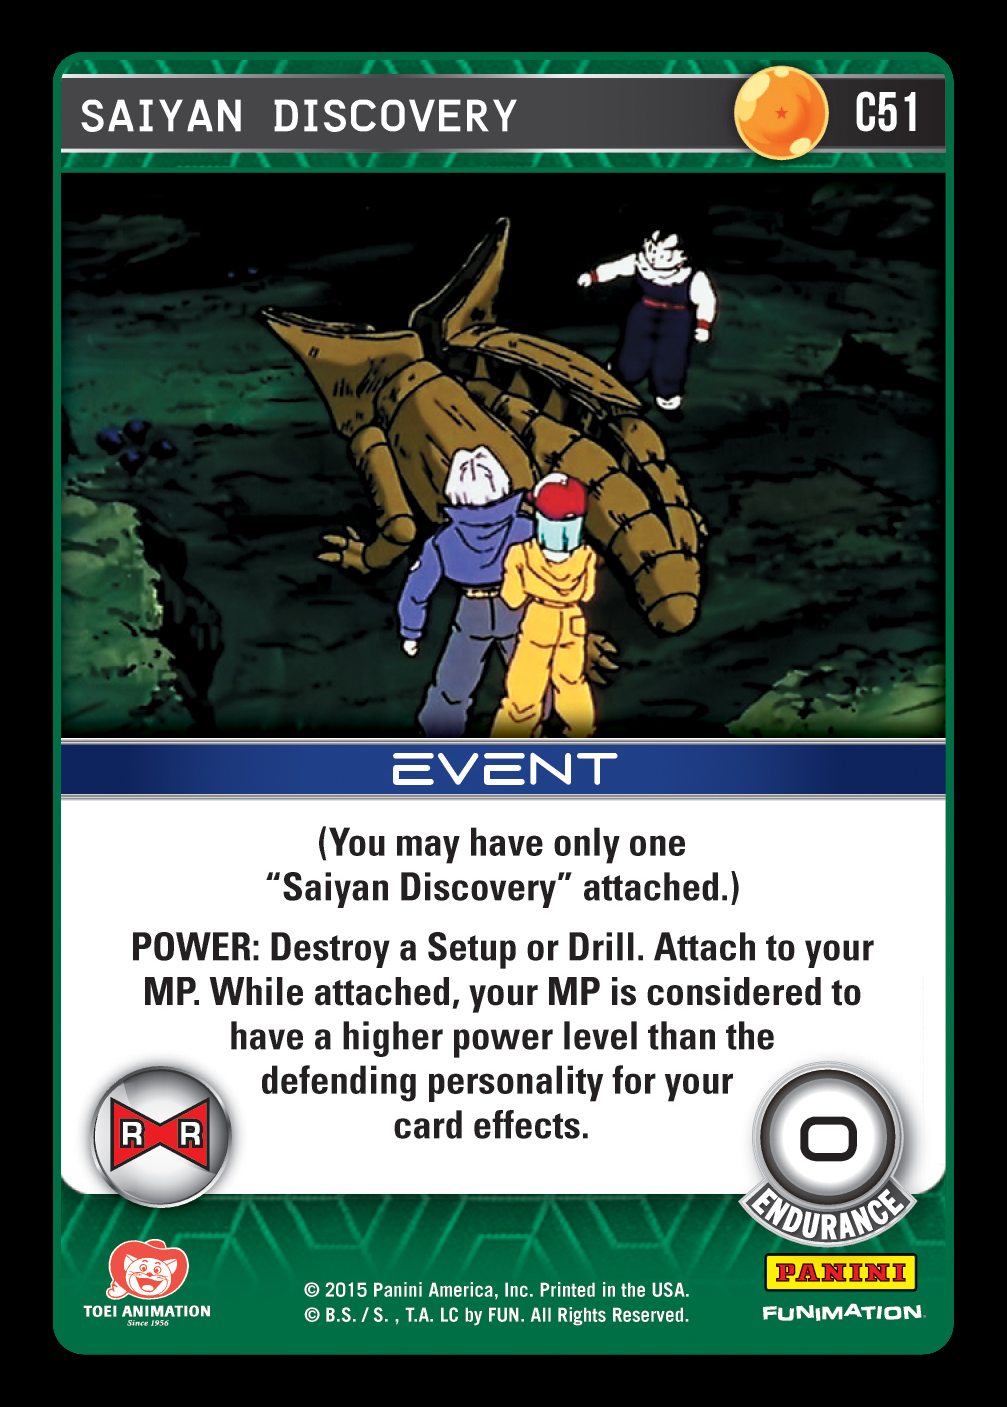 SAIYAN DISCOVERY
C51
EVENT
(You may have only one
“Saiyan Discovery” attached.)
POWER: Destroy a Setup or Drill. Attach to your
MP. While attached, your MP is considered to
have a higher power level than the
defending personality for your
card effects.
R R
0
ENDURANCE
TOEI ANIMATION
Since 1956
© 2015 Panini America, Inc. Printed in the USA.
© B.S. / S. , T.A. LC by FUN. All Rights Reserved.
PANINI
FUNIMATION